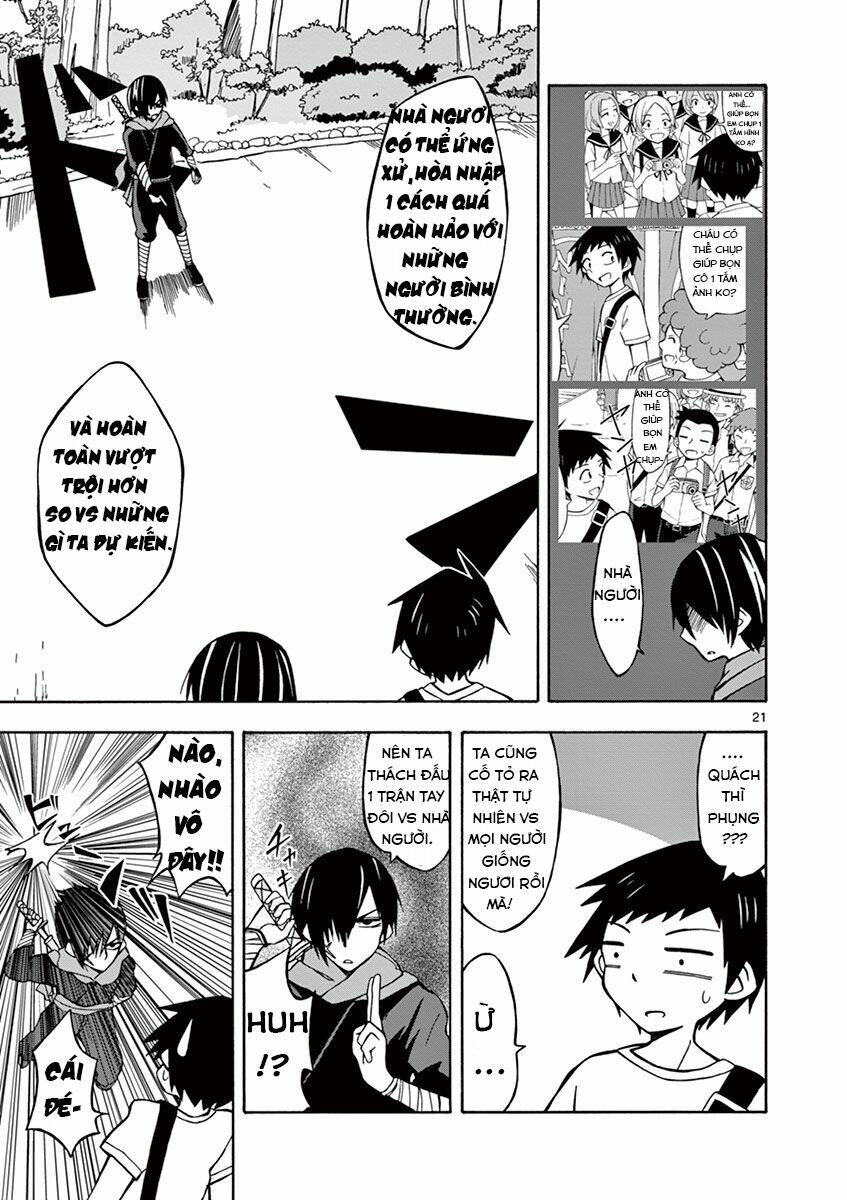 ANH CÓ
THỂ...
GIÚP BỌN
EM CHỤP 1
TẤM HÌNH
KO Ạ?
CHÁU CÓ
THỂ CHỤP
GIÚP BỌN
CÔ 1 TẤM
ẢNH KO?
ANH CÓ
THỂ
GIÚP
BỌN
EM
CHỤP-
NHÀ
NGƯỜI
....
NHÀ NGƯƠI
CÓ THỂ ỨNG
XỬ, HÒA NHẬP
1 CÁCH QUÁ
HOÀN HẢO VỚI
NHỮNG
NGƯỜI BÌNH
THƯỜNG.
VÀ HOÀN
TOÀN VƯỢT
TRỘI HƠN
SO VS NHỮNG
GÌ TA DỰ KIẾN.
21
....
QUÁCH
THÌ
PHỤNG
???
TA CŨNG
CỐ TỎ RA
THẬT TỰ
NHIÊN VS
MỌI NGƯỜI
GIỐNG
NGƯƠI RỒI
MÀ!
Ừ
...
NÊN TA
THÁCH ĐẤU
1 TRẬN TAY
ĐÔI VS NHÀ
NGƯỜI.
HUH
!?
NÀO,
NHÀO
VÔ
ĐÂY!!
CÁI
ĐÉ-